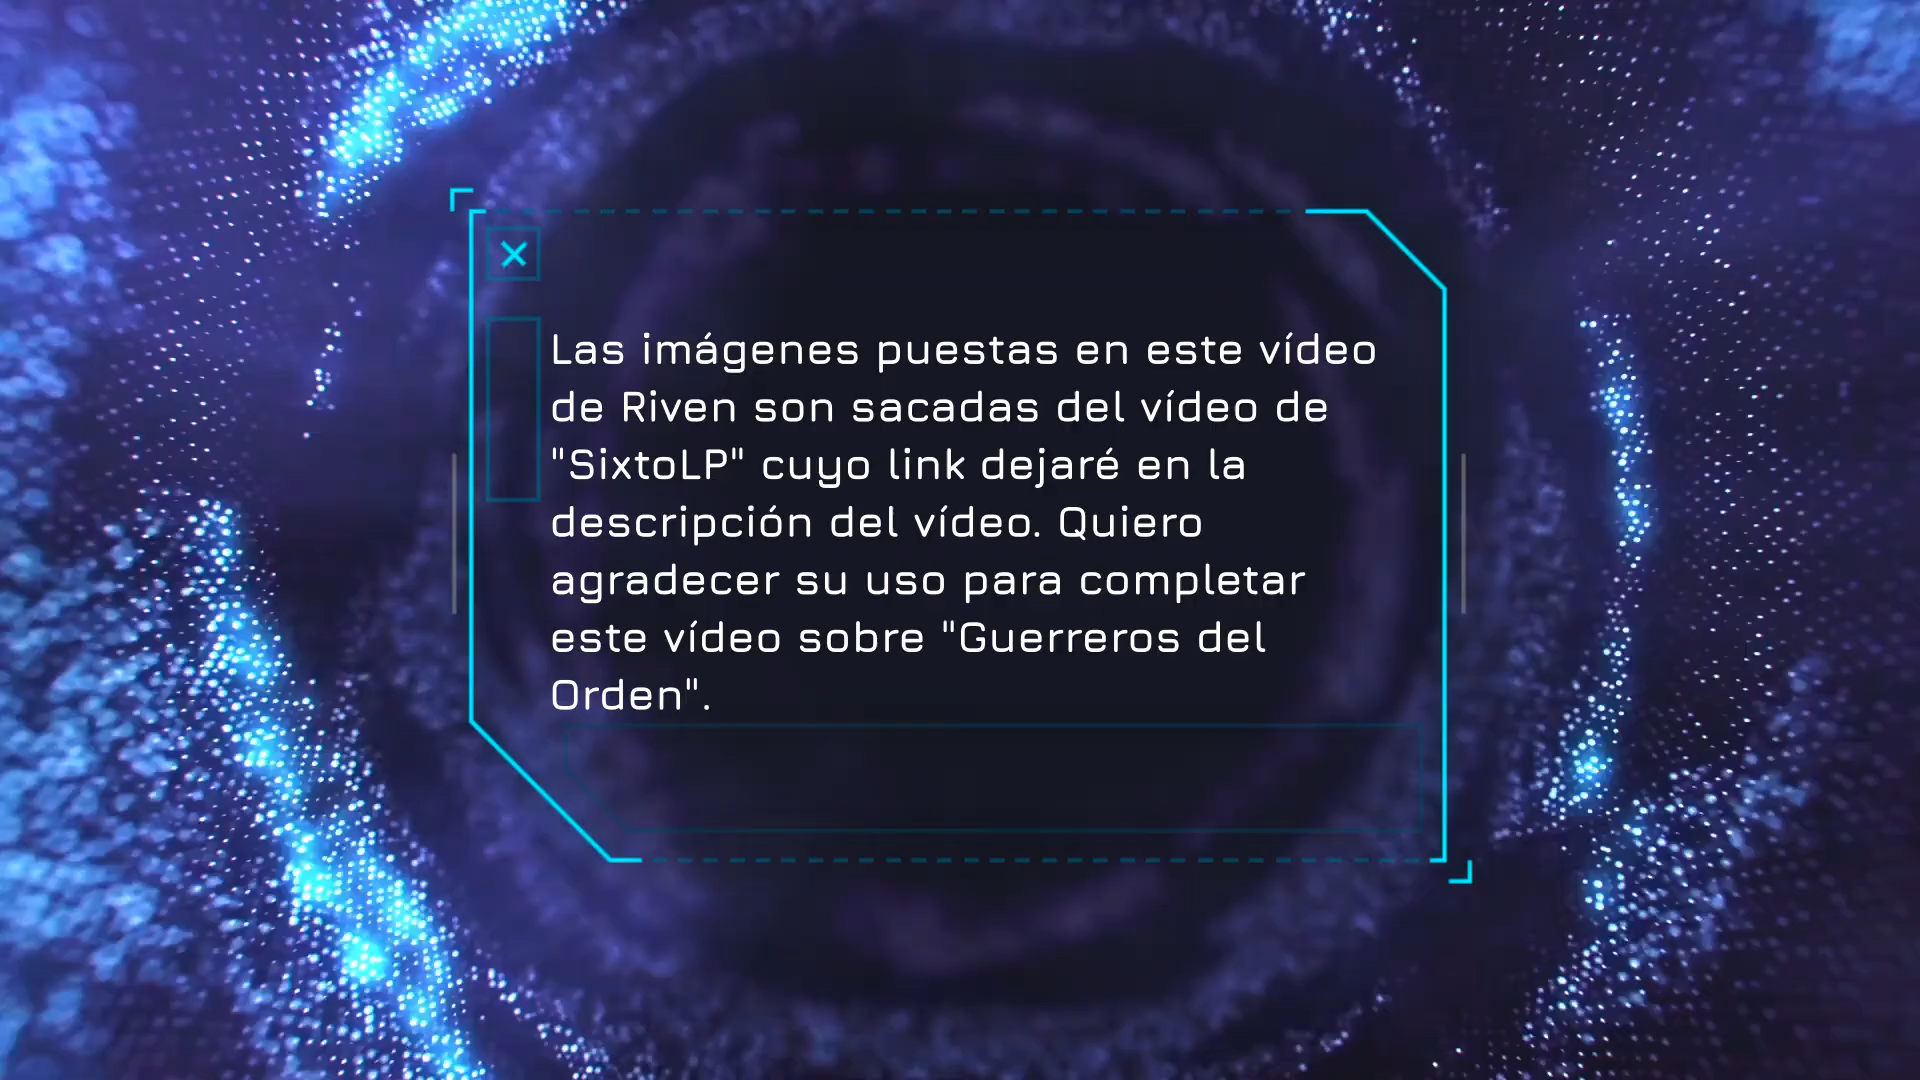 Las imágenes puestas en este vídeo
de Riven son sacadas del vídeo de
"SixtoLP" cuyo link dejaré en la
descripción del vídeo. Quiero
agradecer su uso para completar
este vídeo sobre "Guerreros del
Orden".